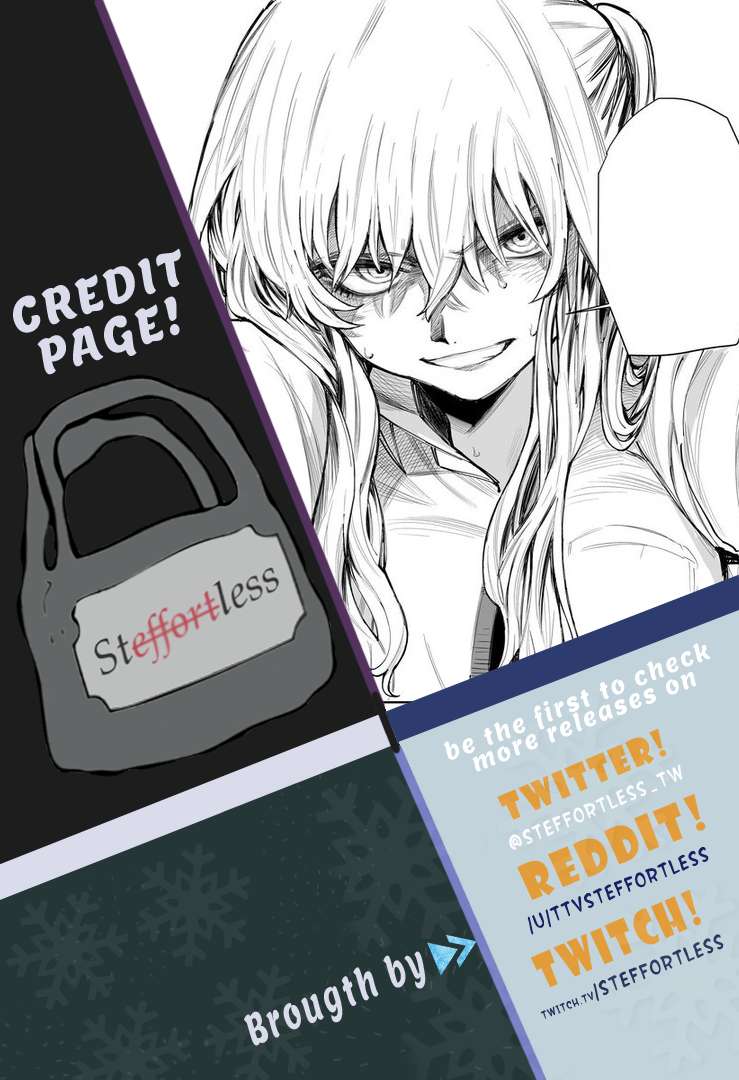 CREDIT
PAGE!
Steffortless
be the first to check
more releases on
TWITTER!
@STEFFORTLESS_TW
REDDIT!
/U/TTVSTEFFORTLESS
TWITCH!
TWITCH.TV/STEFFORTLESS
Brougth by